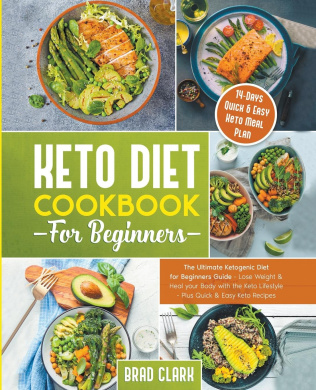 14-Days
Quick & Easy
Keto Meal
Plan
KETO DIET
COOKBOOK
-For Beginners-
The Ultimate Ketogenic Diet
for Beginners Guide - Lose Weight &
Heal your Body with the Keto Lifestyle
- Plus Quick & Easy Keto Recipes
BRAD CLARK